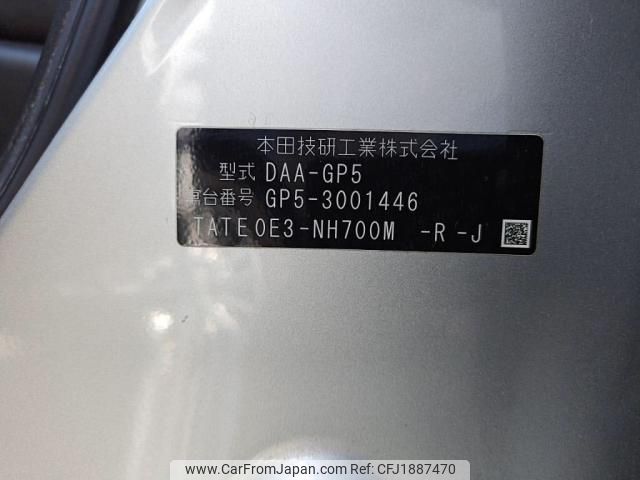 本田技研工業株式会社
型式 DAA-GP5
車台番号 GP5-3001446
TATE0E3-NH700M -R -J
www.CarFromJapan.com | Ref ID: CFJ1887470